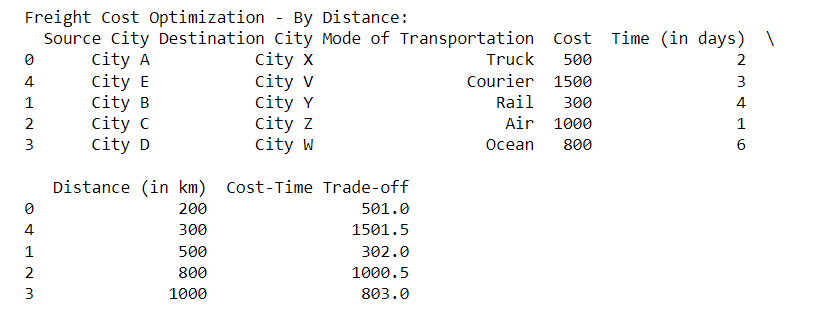 Freight Cost Optimization - By Distance:
Source City Destination City Mode of Transportation Cost Time (in days) \
0 City A City X Truck 500 2
4 City E City V Courier 1500 3
1 City B City Y Rail 300 4
2 City C City Z Air 1000 1
3 City D City W Ocean 800 6
Distance (in km) Cost-Time Trade-off
0 200 501.0
4 300 1501.5
1 500 302.0
2 800 1000.5
3 1000 803.0